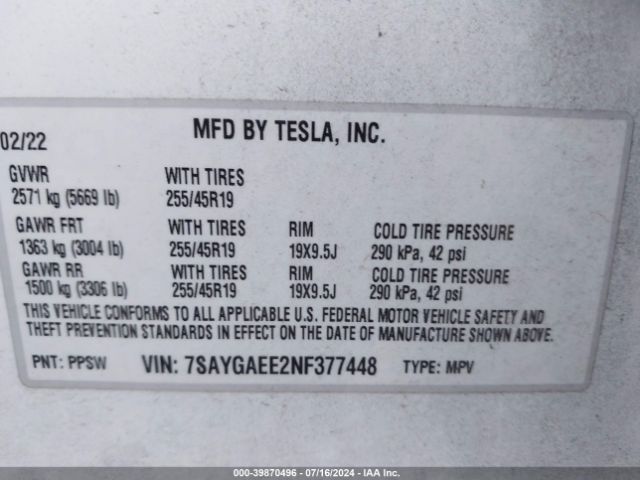 02/22 MFD BY TESLA, INC.
GVWR WITH TIRES
2571 kg (5669 lb) 255/45R19
GAWR FRT WITH TIRES RIM COLD TIRE PRESSURE
1363 kg (3004 lb) 255/45R19 19X9.5J 290 kPa, 42 psi
GAWR RR WITH TIRES RIM COLD TIRE PRESSURE
1500 kg (3306 lb) 255/45R19 19X9.5J 290 kPa, 42 psi
THIS VEHICLE CONFORMS TO ALL APPLICABLE U.S. FEDERAL MOTOR VEHICLE SAFETY AND
THEFT PREVENTION STANDARDS IN EFFECT ON THE DATE OF MANUFACTURE SHOWN ABOVE.
PNT: PPSW VIN: 7SAYGAEE2NF377448 TYPE: MPV
000-39870496 - 07/16/2024 - IAA Inc.